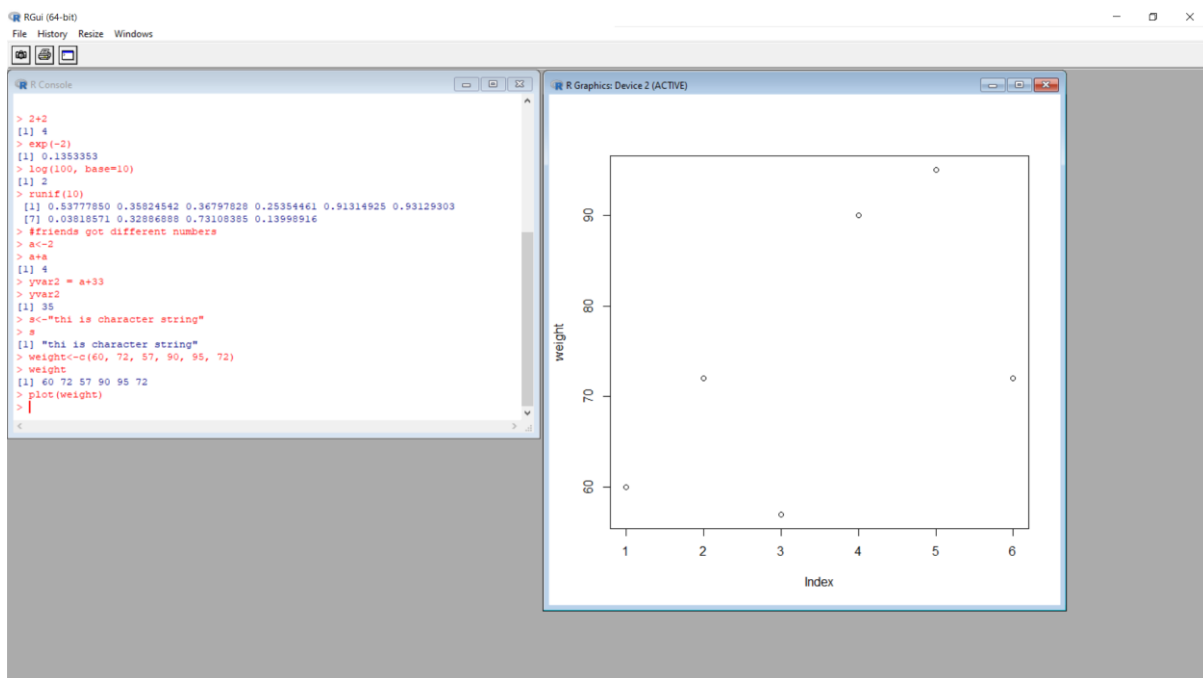 RGui (64-bit)
File History Resize Windows
R Console
> 2+2
[1] 4
> exp(-2)
[1] 0.1353353
> log(100, base=10)
[1] 2
> runif(10)
[1] 0.53777850 0.35824542 0.36797828 0.25354461 0.91314925 0.93129303
[7] 0.03818571 0.32886888 0.73108385 0.13998916
> #friends got different numbers
> a<-2
> a+a
[1] 4
> yvar2 = a+33
> yvar2
[1] 35
> s<-"thi is character string"
> s
[1] "thi is character string"
> weight<-c(60, 72, 57, 90, 95, 72)
> weight
[1] 60 72 57 90 95 72
> plot(weight)
>
R Graphics: Device 2 (ACTIVE)
weight
90
80
70
60
1 2 3 4 5 6
Index